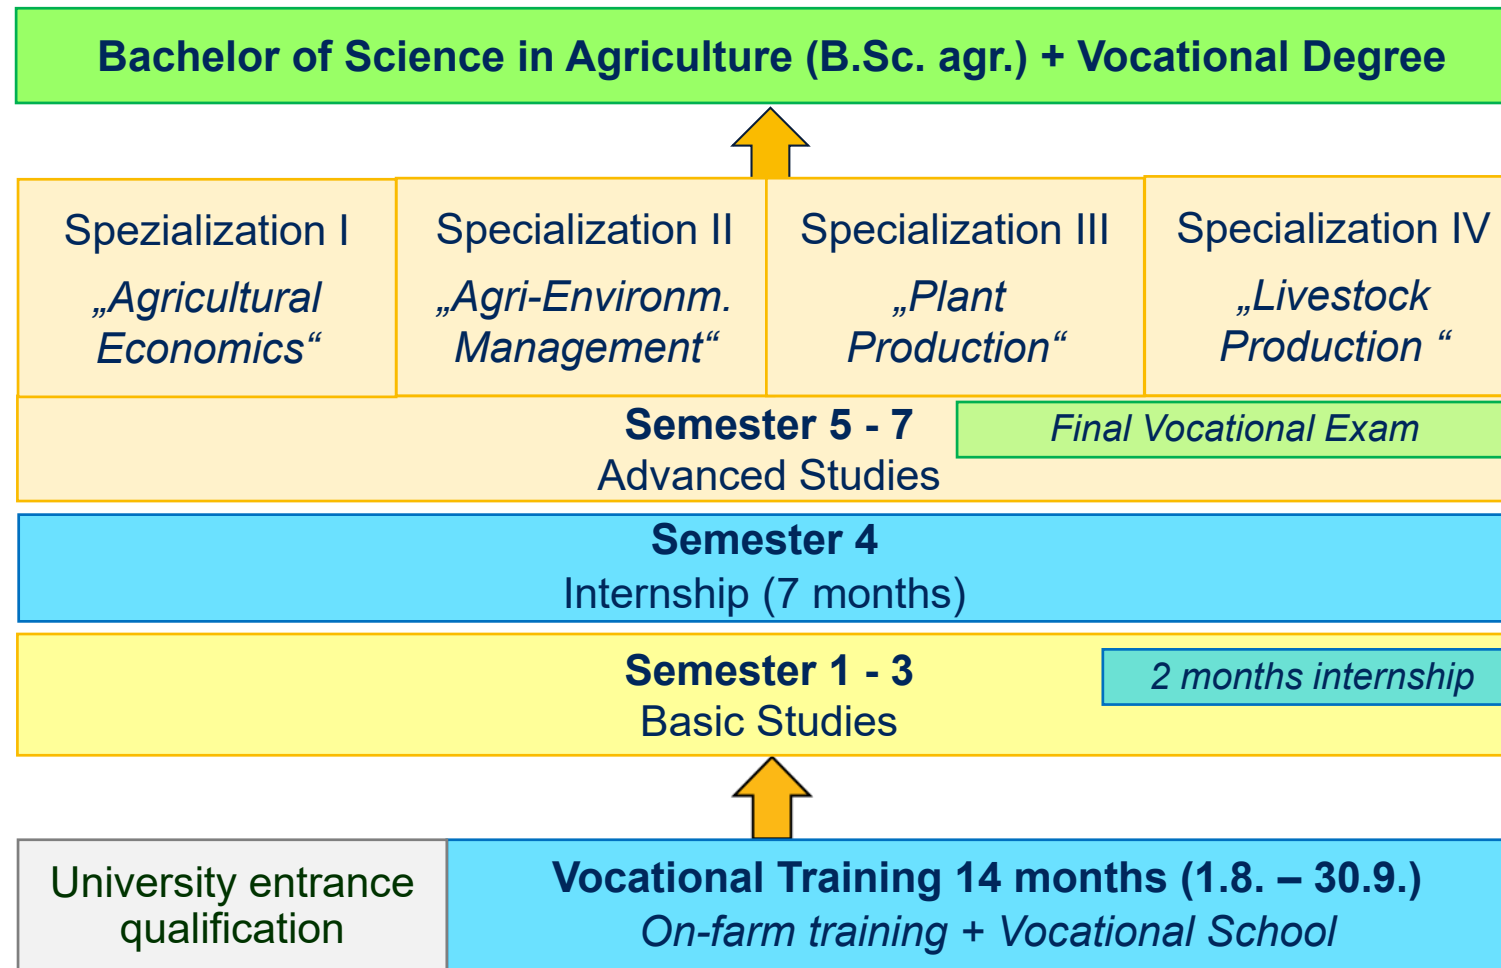 Bachelor of Science in Agriculture (B.Sc. agr.) + Vocational Degree
Spezialization I
„Agricultural
Economics“
Specialization II
„Agri-Environm.
Management“
Specialization III
„Plant
Production“
Specialization IV
„Livestock
Production “
Semester 5 - 7
Advanced Studies
Final Vocational Exam
Semester 4
Internship (7 months)
Semester 1 - 3
Basic Studies
2 months internship
University entrance
qualification
Vocational Training 14 months (1.8. – 30.9.)
On-farm training + Vocational School